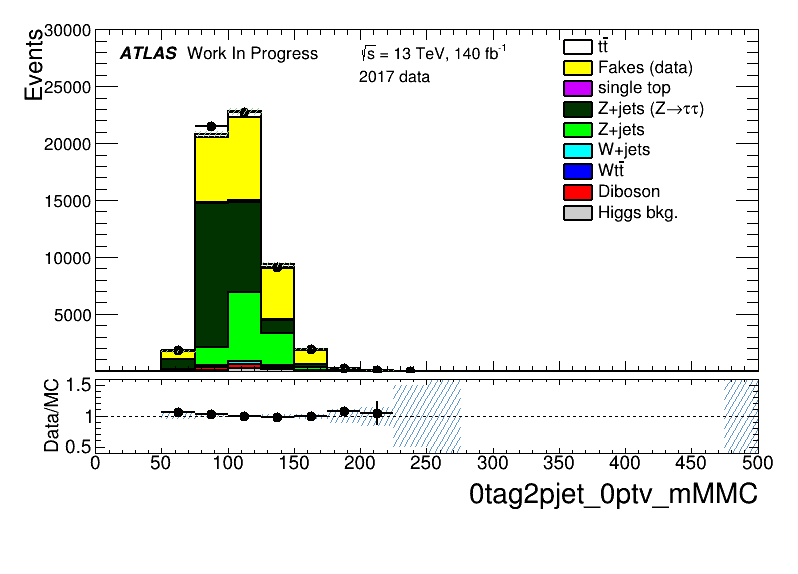 Events
30000
25000
20000
15000
10000
5000
ATLAS Work In Progress
√s = 13 TeV, 140 fb⁻¹
2017 data
tt̅
Fakes (data)
single top
Z+jets (Z→ττ)
Z+jets
W+jets
Wtt̅
Diboson
Higgs bkg.
Data/MC
1.5
1
0.5
0 50 100 150 200 250 300 350 400 450 500
0tag2pjet_0ptv_mMMC